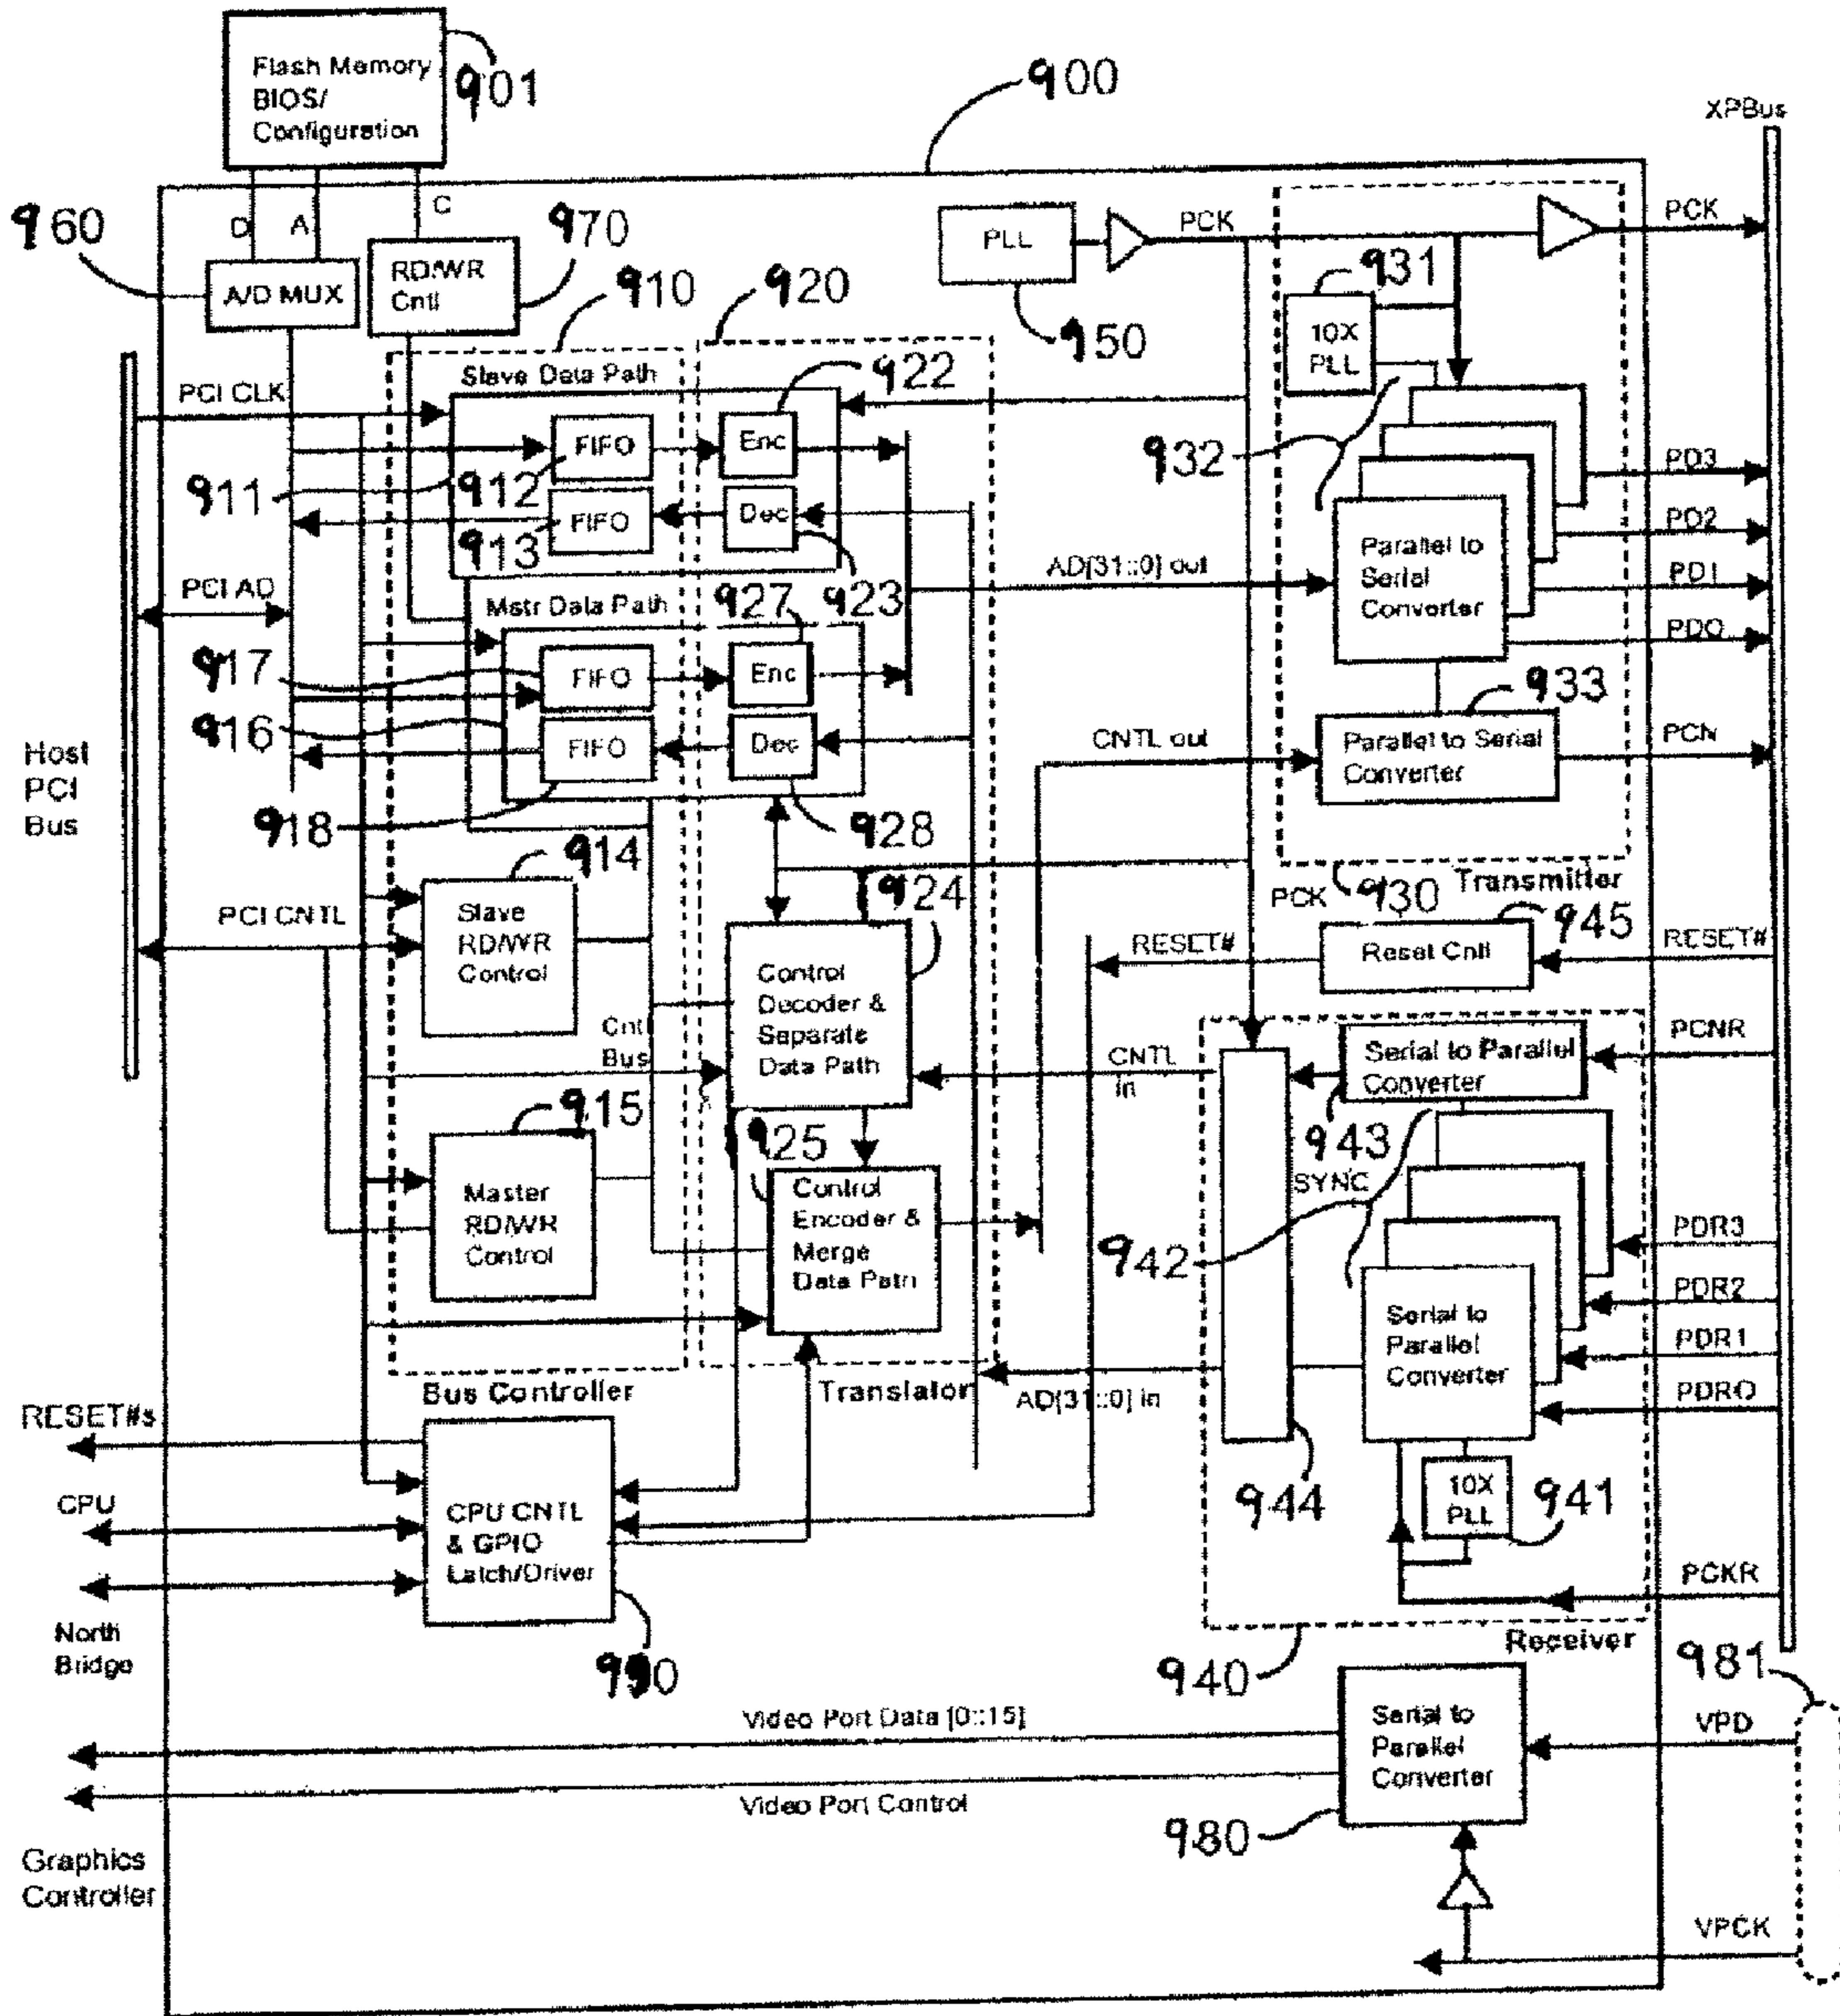 Flash Memory
BIOS/
Configuration
901
900
XPBus
D
A
C
960
970
A/D MUX
RD/WR
Cntl
PLL
950
PCK
PCK
931
10X
PLL
910
920
PCI CLK
Slave Data Path
922
FIFO
Enc
911
912
FIFO
Dec
913
923
932
PD3
PD2
PD1
PD0
Parallel to
Serial
Converter
AD[31::0] out
PCI AD
Mstr Data Path
927
917
FIFO
Enc
916
FIFO
Dec
918
928
Host
PCI
Bus
933
CNTL out
Parallel to Serial
Converter
PCN
914
924
PCK
930
Transmitter
945
PCI CNTL
Slave
RD/WR
Control
RESET#
Reset Cntl
RESET#
Control
Decoder &
Separate
Data Path
Cntl
Bus
CNTL
in
Serial to Parallel
Converter
PCNR
943
SYNC
915
925
Master
RD/WR
Control
Control
Encoder &
Merge
Data Path
942
PDR3
PDR2
PDR1
PDR0
Serial to
Parallel
Converter
Bus Controller
Translator
AD[31::0] in
944
10X
PLL
941
PCKR
RESET#s
CPU
North
Bridge
CPU CNTL
& GPIO
Latch/Driver
990
940
Receiver
981
Video Port Data [0::15]
Serial to
Parallel
Converter
VPD
Video Port Control
980
Graphics
Controller
VPCK